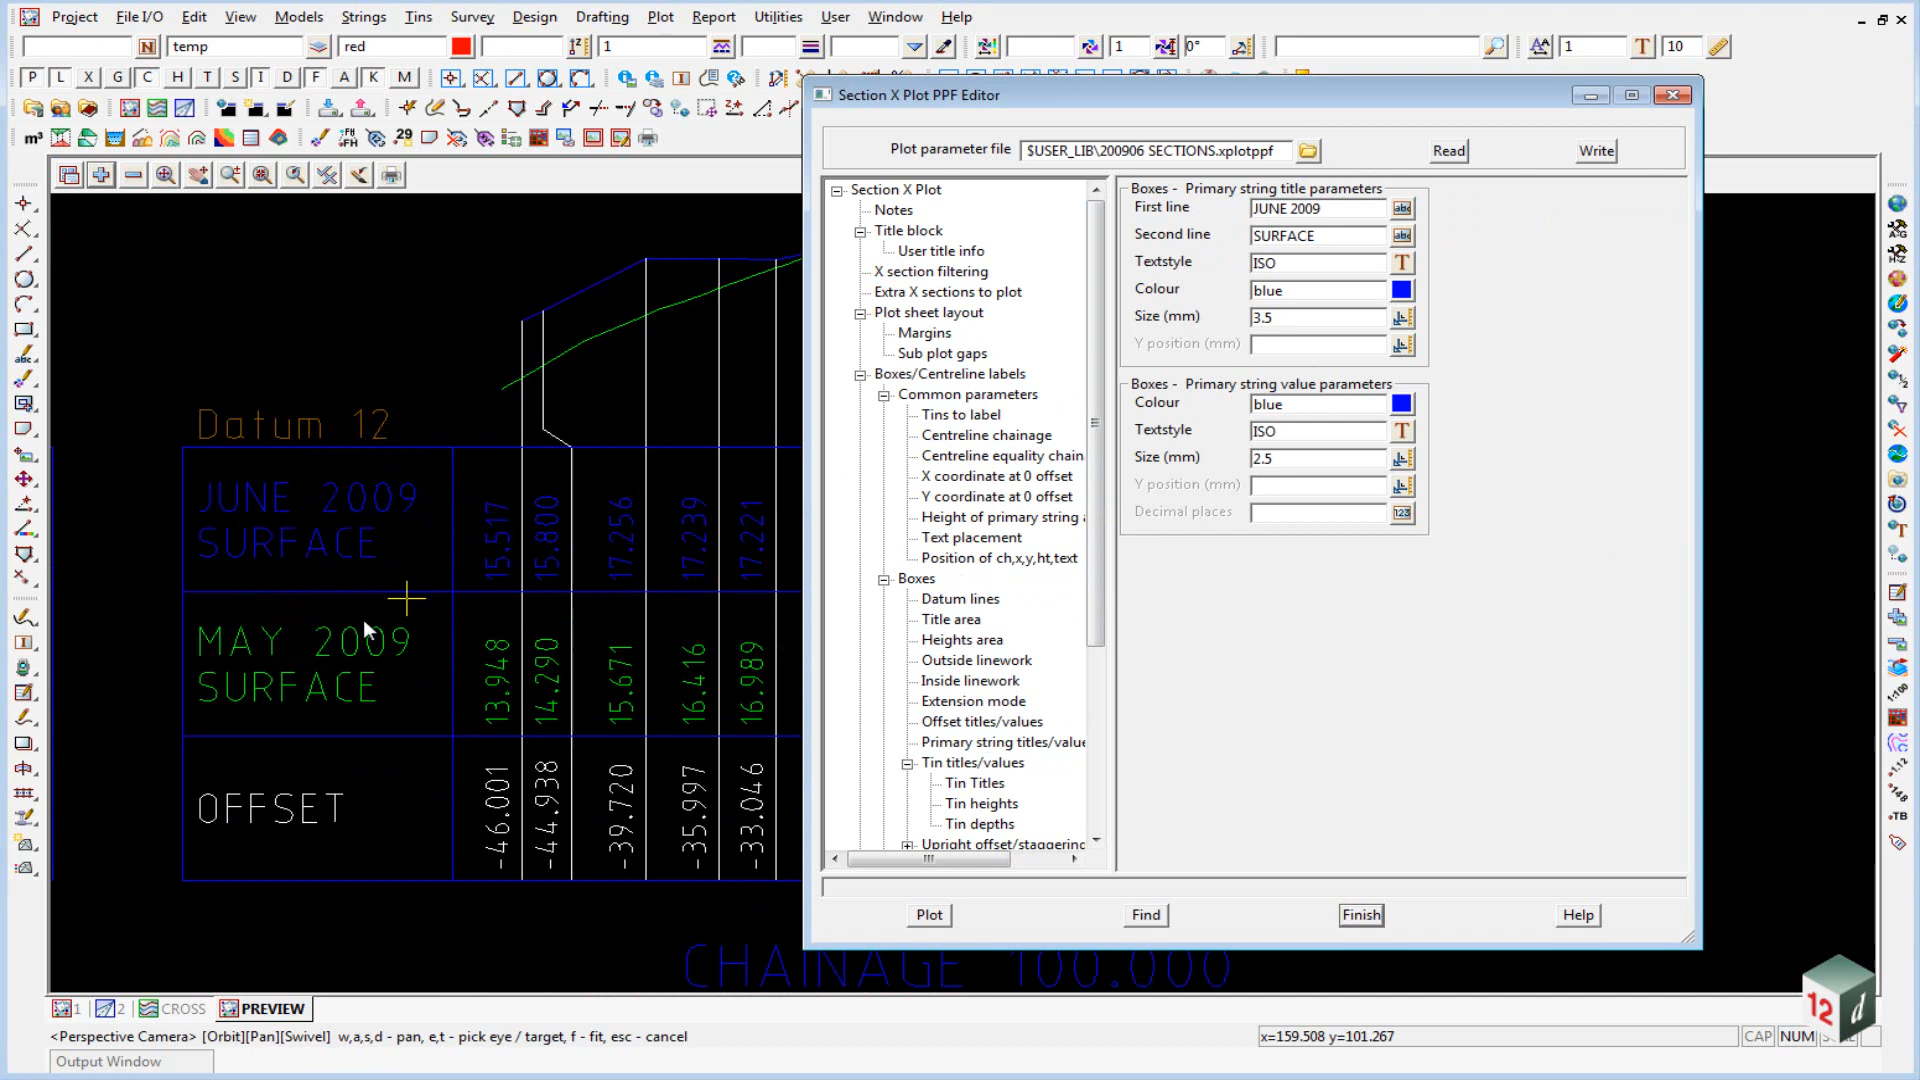 Project File I/O Edit View Models Strings Tins Survey Design Drafting Plot Report Utilities User Window Help
N temp red 1 1 0° 1 T 10
P L X G C H T S I D F A K M
m³ 29
Section X Plot PPF Editor
Plot parameter file $USER_LIB\200906 SECTIONS.xplotppf Read Write
Section X Plot
Notes
Title block
User title info
X section filtering
Extra X sections to plot
Plot sheet layout
Margins
Sub plot gaps
Boxes/Centreline labels
Common parameters
Tins to label
Centreline chainage
Centreline equality chain
X coordinate at 0 offset
Y coordinate at 0 offset
Height of primary string
Text placement
Position of ch,x,y,ht,text
Boxes
Datum lines
Title area
Heights area
Outside linework
Inside linework
Extension mode
Offset titles/values
Primary string titles/value
Tin titles/values
Tin Titles
Tin heights
Tin depths
Upright offset/staggering
Boxes - Primary string title parameters
First line JUNE 2009 abc
Second line SURFACE abc
Textstyle ISO T
Colour blue
Size (mm) 3.5
Y position (mm)
Boxes - Primary string value parameters
Colour blue
Textstyle ISO T
Size (mm) 2.5
Y position (mm)
Decimal places 123
Plot Find Finish Help
Datum 12
JUNE 2009
SURFACE
15.517 15.800 17.256 17.239 17.221
MAY 2009
SURFACE
13.948 14.290 15.671 16.416 16.989
OFFSET
-46.001 -44.938 -39.720 -35.997 -33.046
CHAINAGE 100.000
1 2 CROSS PREVIEW
12d
<Perspective Camera> [Orbit][Pan][Swivel] w,a,s,d - pan, e,t - pick eye / target, f - fit, esc - cancel
x=159.508 y=101.267 CAP NUM
Output Window